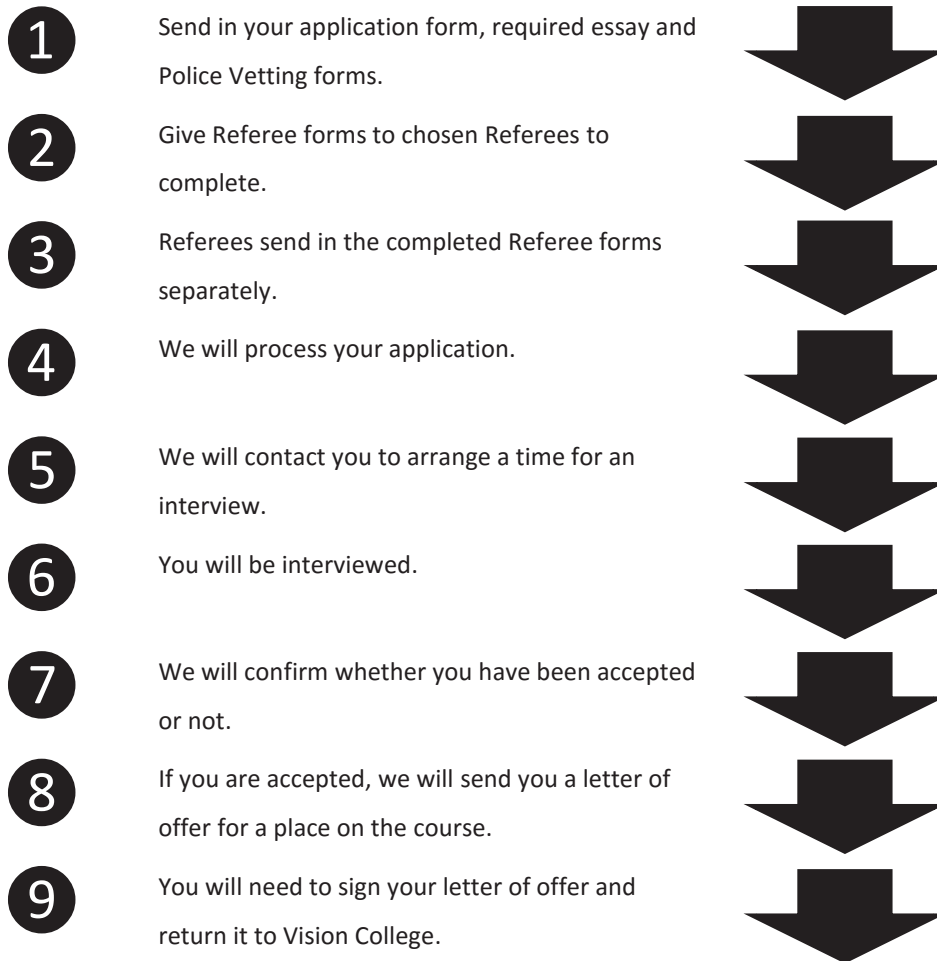 1 Send in your application form, required essay and
Police Vetting forms.
2 Give Referee forms to chosen Referees to
complete.
3 Referees send in the completed Referee forms
separately.
4 We will process your application.
5 We will contact you to arrange a time for an
interview.
6 You will be interviewed.
7 We will confirm whether you have been accepted
or not.
8 If you are accepted, we will send you a letter of
offer for a place on the course.
9 You will need to sign your letter of offer and
return it to Vision College.